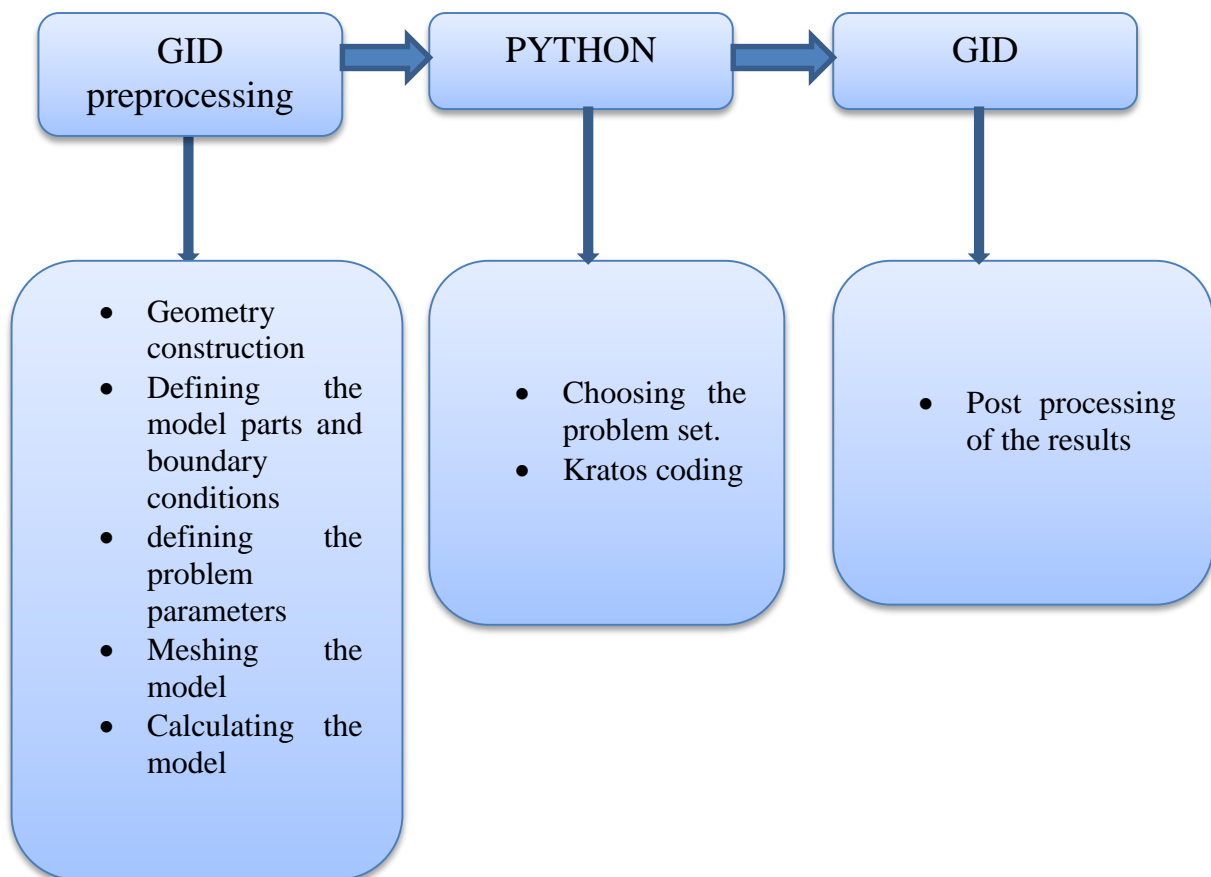 GID
preprocessing
PYTHON
GID
• Geometry
construction
• Defining the
model parts and
boundary
conditions
• defining the
problem
parameters
• Meshing the
model
• Calculating the
model
• Choosing the
problem set.
• Kratos coding
• Post processing
of the results